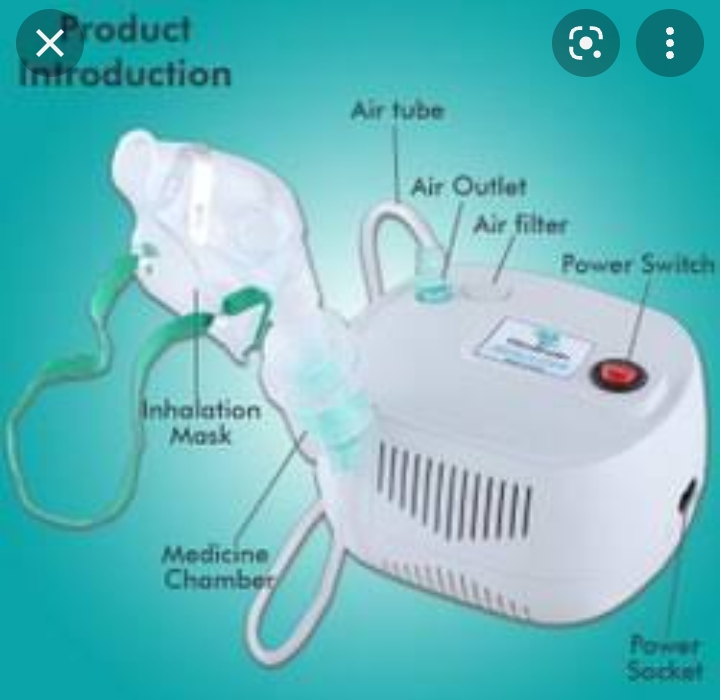 Product
introduction
Air tube
Air Outlet
Air filter
Power Switch
Inhalation
Mask
Medicine
Chamber
Power
Socket